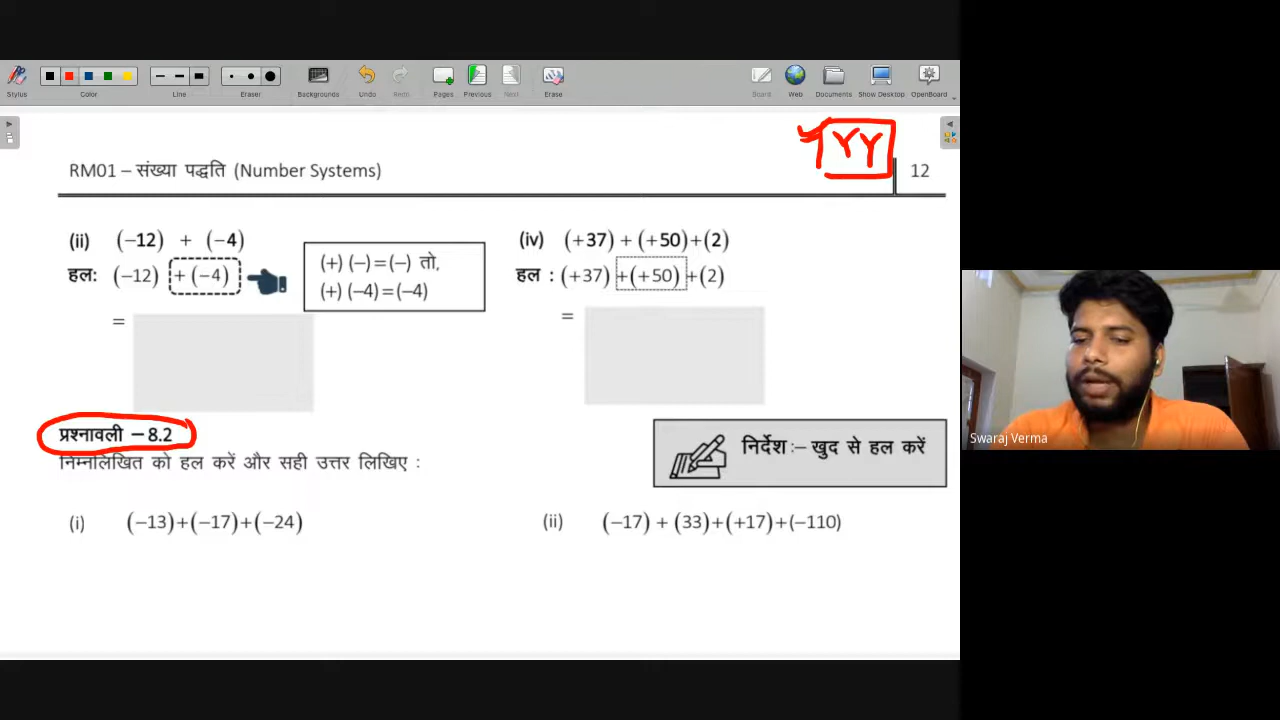 Stylus
Color
Line
Eraser
Backgrounds
Undo
Redo
Pages
Previous
Next
Erase
Board
Web
Documents
Show Desktop
OpenBoard
RM01 – संख्या पद्धति (Number Systems)
12
(ii) (−12) + (−4)
हल: (−12) + (−4)
(+) (−) = (−) तो,
(+) (−4) = (−4)
=
(iv) (+37) + (+50)+(2)
हल : (+37) +(+50) +(2)
=
प्रश्नावली – 8.2
निम्नलिखित को हल करें और सही उत्तर लिखिए :
निर्देश :– खुद से हल करें
(i) (−13)+(−17)+(−24)
(ii) (−17) + (33)+(+17)+(−110)
Swaraj Verma